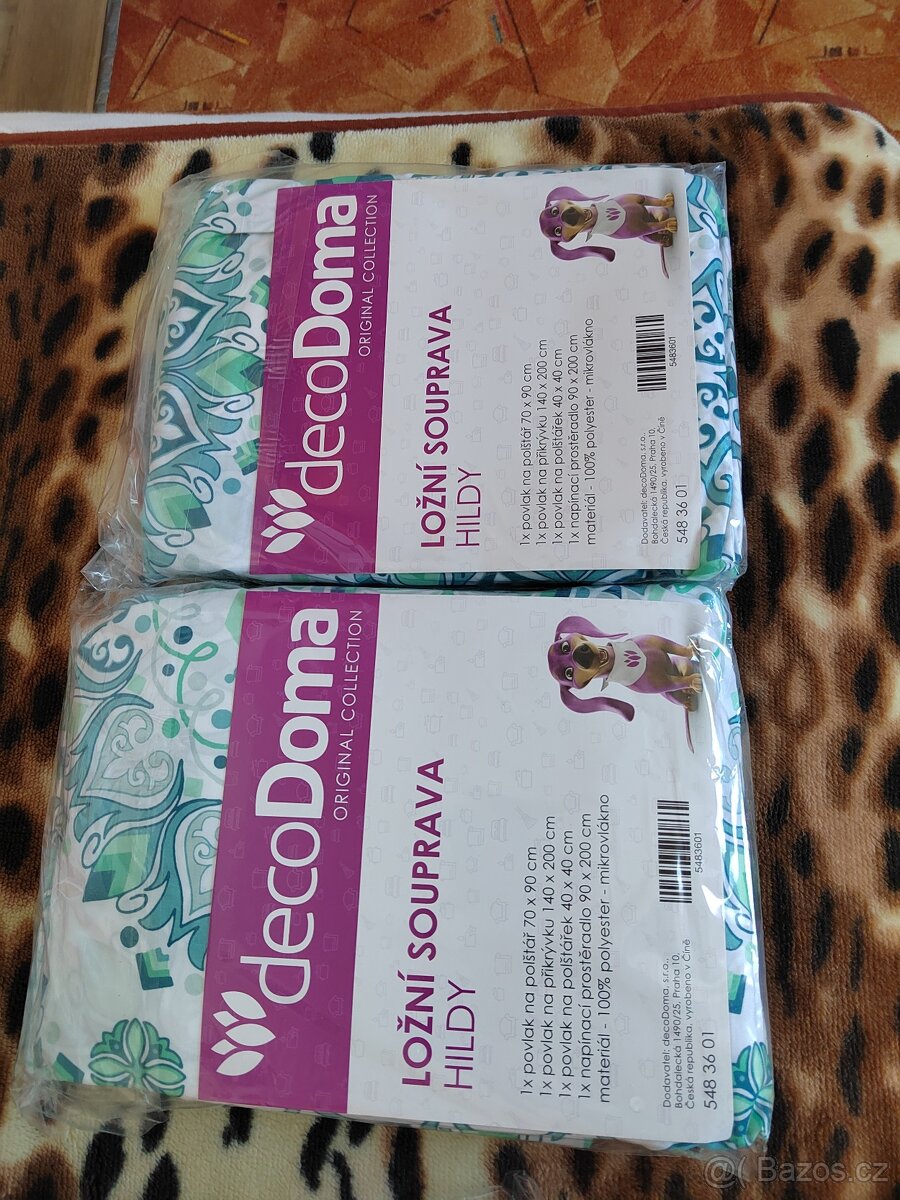 decoDoma
ORIGINAL COLLECTION
LOŽNÍ SOUPRAVA
HILDY
1x povlak na polštář 70 x 90 cm
1x povlak na přikrývku 140 x 200 cm
1x povlak na polštářek 40 x 40 cm
1x napínací prostěradlo 90 x 200 cm
materiál - 100% polyester - mikrovlákno
Dodavatel: decoDoma, s.r.o.,
Bohdalecká 1490/25, Praha 10,
Česká republika, vyrobeno v Číně
548 36 01
5483601
decoDoma
ORIGINAL COLLECTION
LOŽNÍ SOUPRAVA
HILDY
1x povlak na polštář 70 x 90 cm
1x povlak na přikrývku 140 x 200 cm
1x povlak na polštářek 40 x 40 cm
1x napínací prostěradlo 90 x 200 cm
materiál - 100% polyester - mikrovlákno
Dodavatel: decoDoma, s.r.o.,
Bohdalecká 1490/25, Praha 10,
Česká republika, vyrobeno v Číně
548 36 01
5483601
Bazos.cz